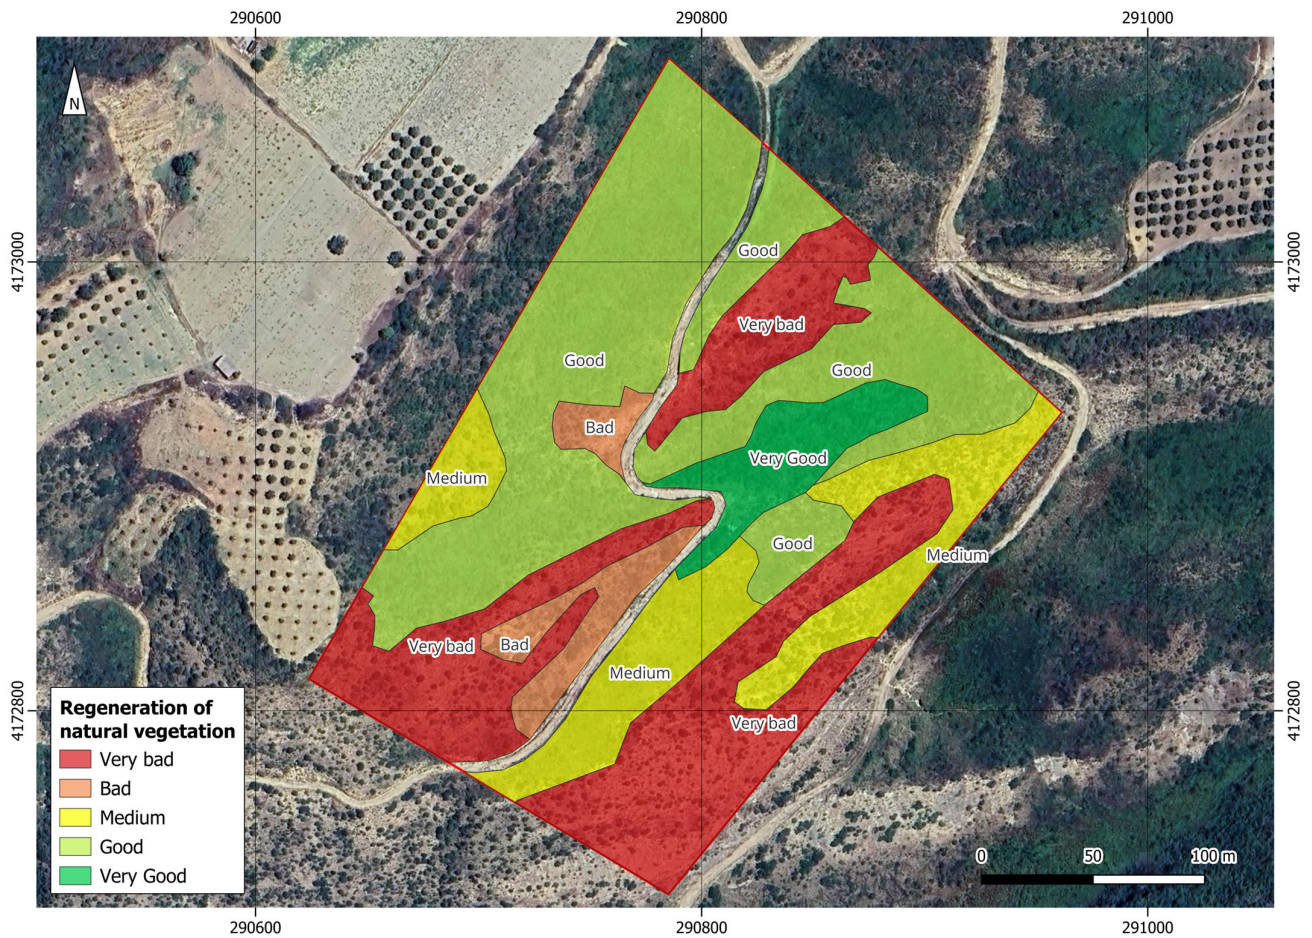 290600 290800 291000
N
4173000 4173000
Good
Very bad
Good
Good
Bad
Very Good
Medium
Good
Medium
Very bad
Bad
Medium
4172800 4172800
Very bad
Regeneration of
natural vegetation
Very bad
Bad
Medium
Good
Very Good
0 50 100 m
290600 290800 291000